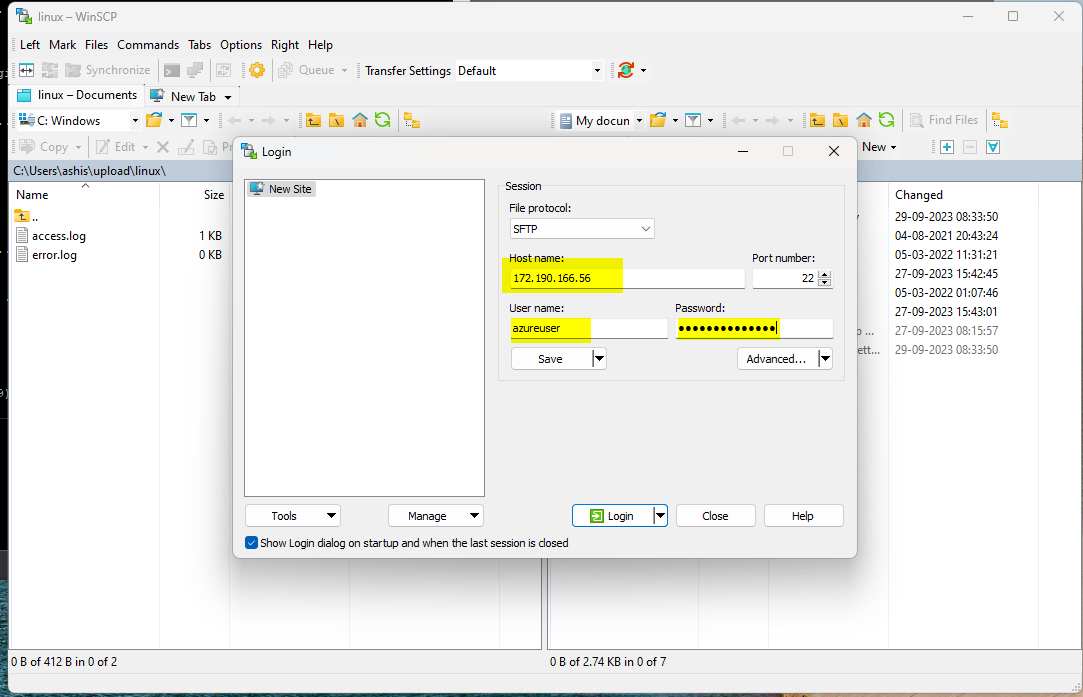 linux – WinSCP
Left Mark Files Commands Tabs Options Right Help
Synchronize Queue Transfer Settings Default
linux – Documents New Tab
C: Windows My docun Find Files
Copy Edit New
C:\Users\ashis\upload\linux\
Name Size Changed
..
access.log 1 KB
error.log 0 KB
29-09-2023 08:33:50
04-08-2021 20:43:24
05-03-2022 11:31:21
27-09-2023 15:42:45
05-03-2022 01:07:46
27-09-2023 15:43:01
27-09-2023 08:15:57
29-09-2023 08:33:50
Login
New Site
Session
File protocol:
SFTP
Host name: Port number:
172.190.166.56 22
User name: Password:
azureuser ●●●●●●●●●●●●●●
Save Advanced...
Tools Manage Login Close Help
Show Login dialog on startup and when the last session is closed
0 B of 412 B in 0 of 2 0 B of 2.74 KB in 0 of 7